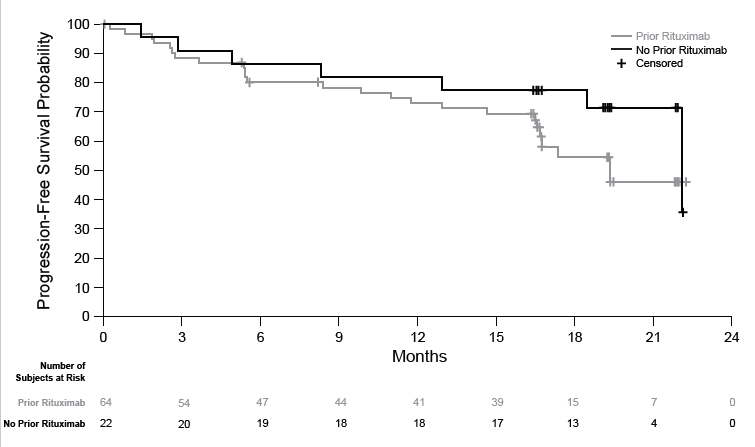 Progression-Free Survival Probability
100
90
80
70
60
50
40
30
20
10
0
Prior Rituximab
No Prior Rituximab
Censored
0 3 6 9 12 15 18 21 24
Months
Number of
Subjects at Risk
Prior Rituximab 64 54 47 44 41 39 15 7 0
No Prior Rituximab 22 20 19 18 18 17 13 4 0